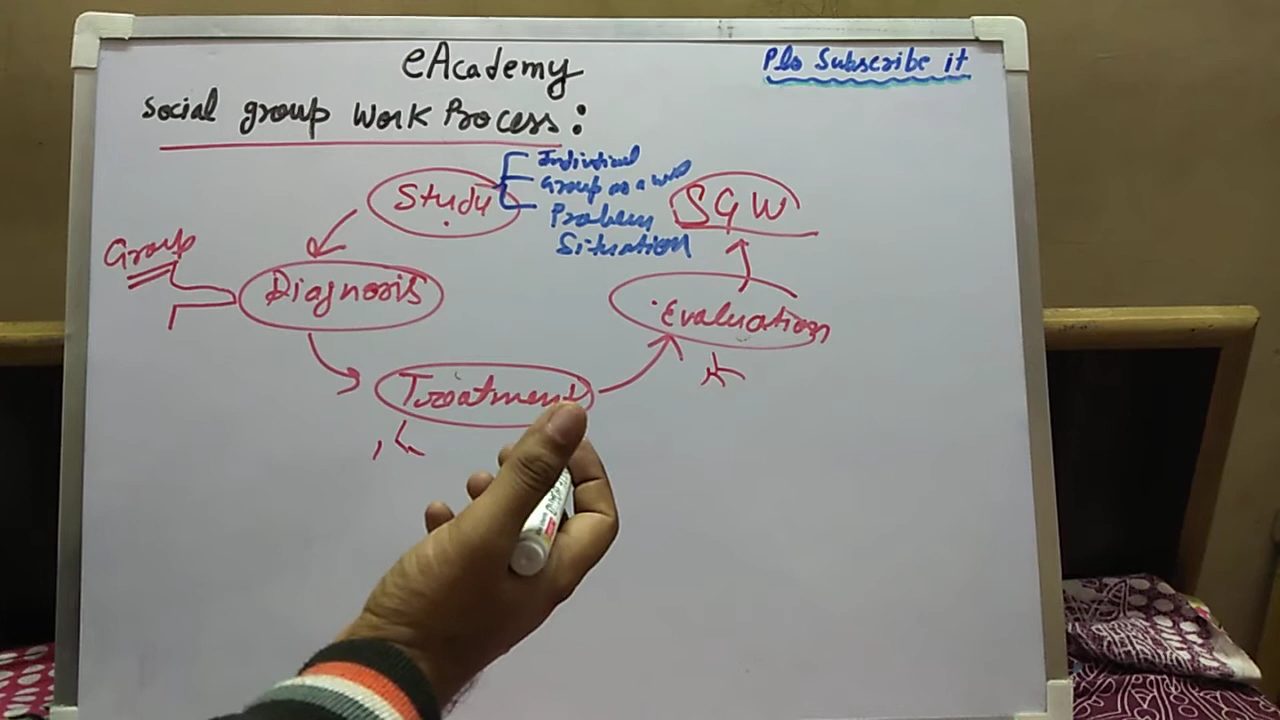 eAcademy
Pls Subscribe it
Social group Work Process:
Study
Individual
Group as a
Problem
Situation
SGW
Group
Diagnosis
Evaluation
Treatment